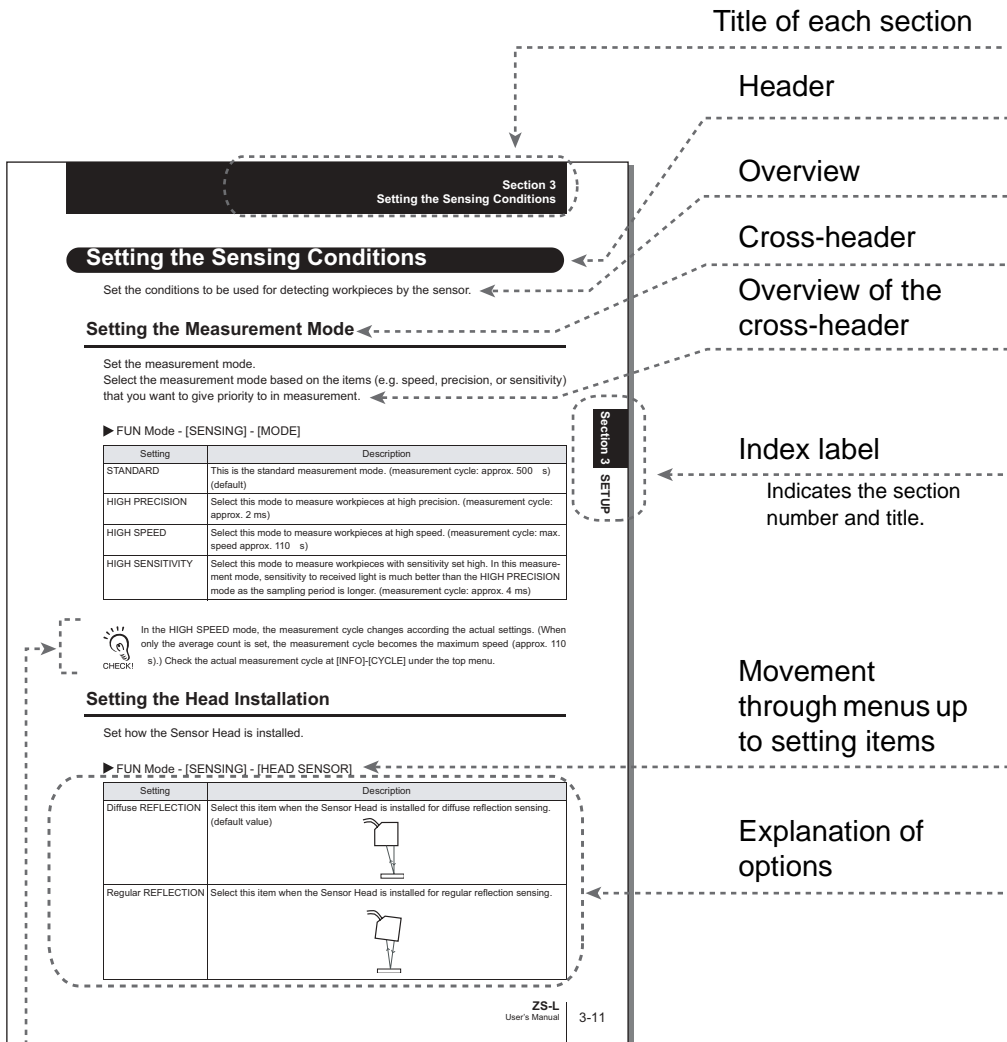 Title of each section
Header
Overview
Cross-header
Overview of the
cross-header
Index label
Indicates the section
number and title.
Movement
through menus up
to setting items
Explanation of
options
Section 3
Setting the Sensing Conditions
Setting the Sensing Conditions
Set the conditions to be used for detecting workpieces by the sensor.
Setting the Measurement Mode
Set the measurement mode.
Select the measurement mode based on the items (e.g. speed, precision, or sensitivity)
that you want to give priority to in measurement.
▶FUN Mode - [SENSING] - [MODE]
Setting Description
STANDARD This is the standard measurement mode. (measurement cycle: approx. 500 s)
(default)
HIGH PRECISION Select this mode to measure workpieces at high precision. (measurement cycle:
approx. 2 ms)
HIGH SPEED Select this mode to measure workpieces at high speed. (measurement cycle: max.
speed approx. 110 s)
HIGH SENSITIVITY Select this mode to measure workpieces with sensitivity set high. In this measure-
ment mode, sensitivity to received light is much better than the HIGH PRECISION
mode as the sampling period is longer. (measurement cycle: approx. 4 ms)
CHECK!
In the HIGH SPEED mode, the measurement cycle changes according the actual settings. (When
only the average count is set, the measurement cycle becomes the maximum speed (approx. 110
s).) Check the actual measurement cycle at [INFO]-[CYCLE] under the top menu.
Setting the Head Installation
Set how the Sensor Head is installed.
▶FUN Mode - [SENSING] - [HEAD SENSOR]
Setting Description
Diffuse REFLECTION Select this item when the Sensor Head is installed for diffuse reflection sensing.
(default value)
Regular REFLECTION Select this item when the Sensor Head is installed for regular reflection sensing.
Section 3 SETUP
ZS-L
User's Manual
3-11